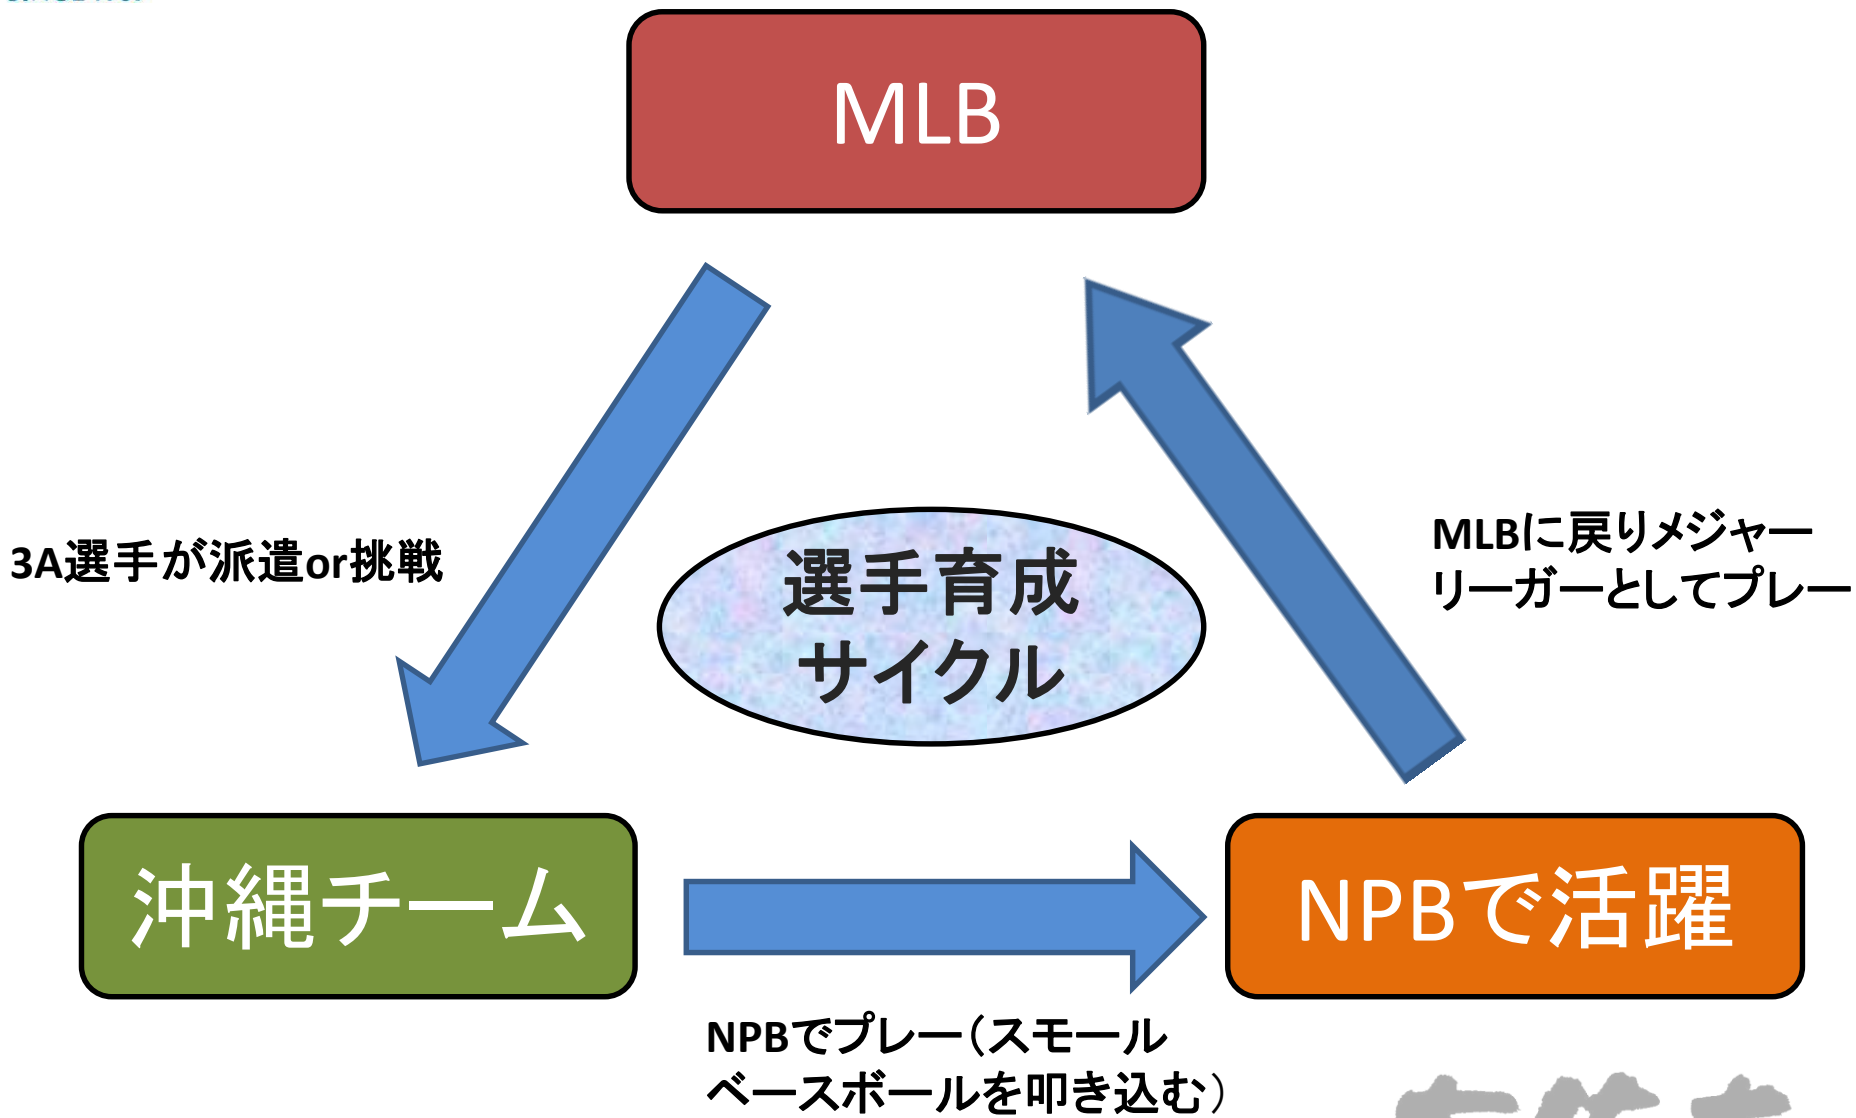 MLB
3A選手が派遣or挑戦
選手育成
サイクル
MLBに戻りメジャー
リーガーとしてプレー
沖縄チーム
NPBで活躍
NPBでプレー（スモール
ベースボールを叩き込む）